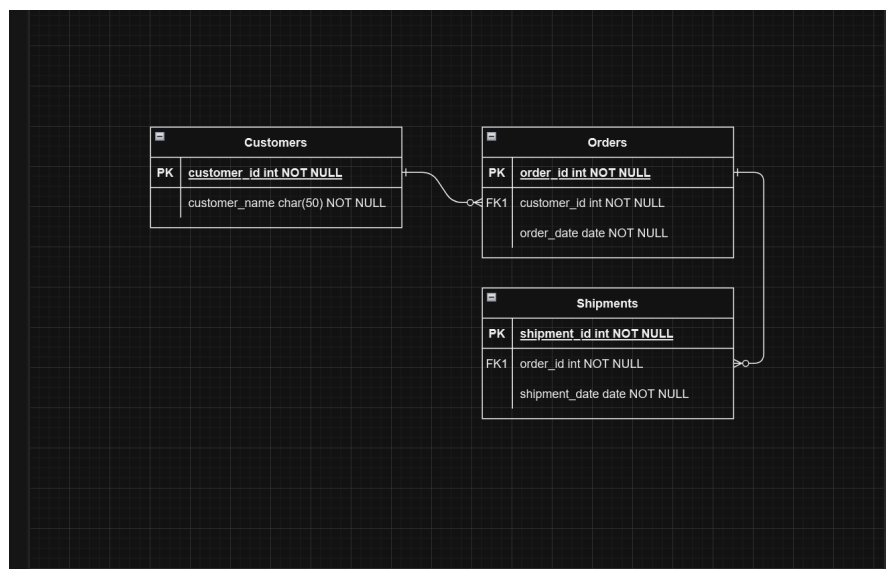 Customers
PK customer_id int NOT NULL
customer_name char(50) NOT NULL
Orders
PK order_id int NOT NULL
FK1 customer_id int NOT NULL
order_date date NOT NULL
Shipments
PK shipment_id int NOT NULL
FK1 order_id int NOT NULL
shipment_date date NOT NULL